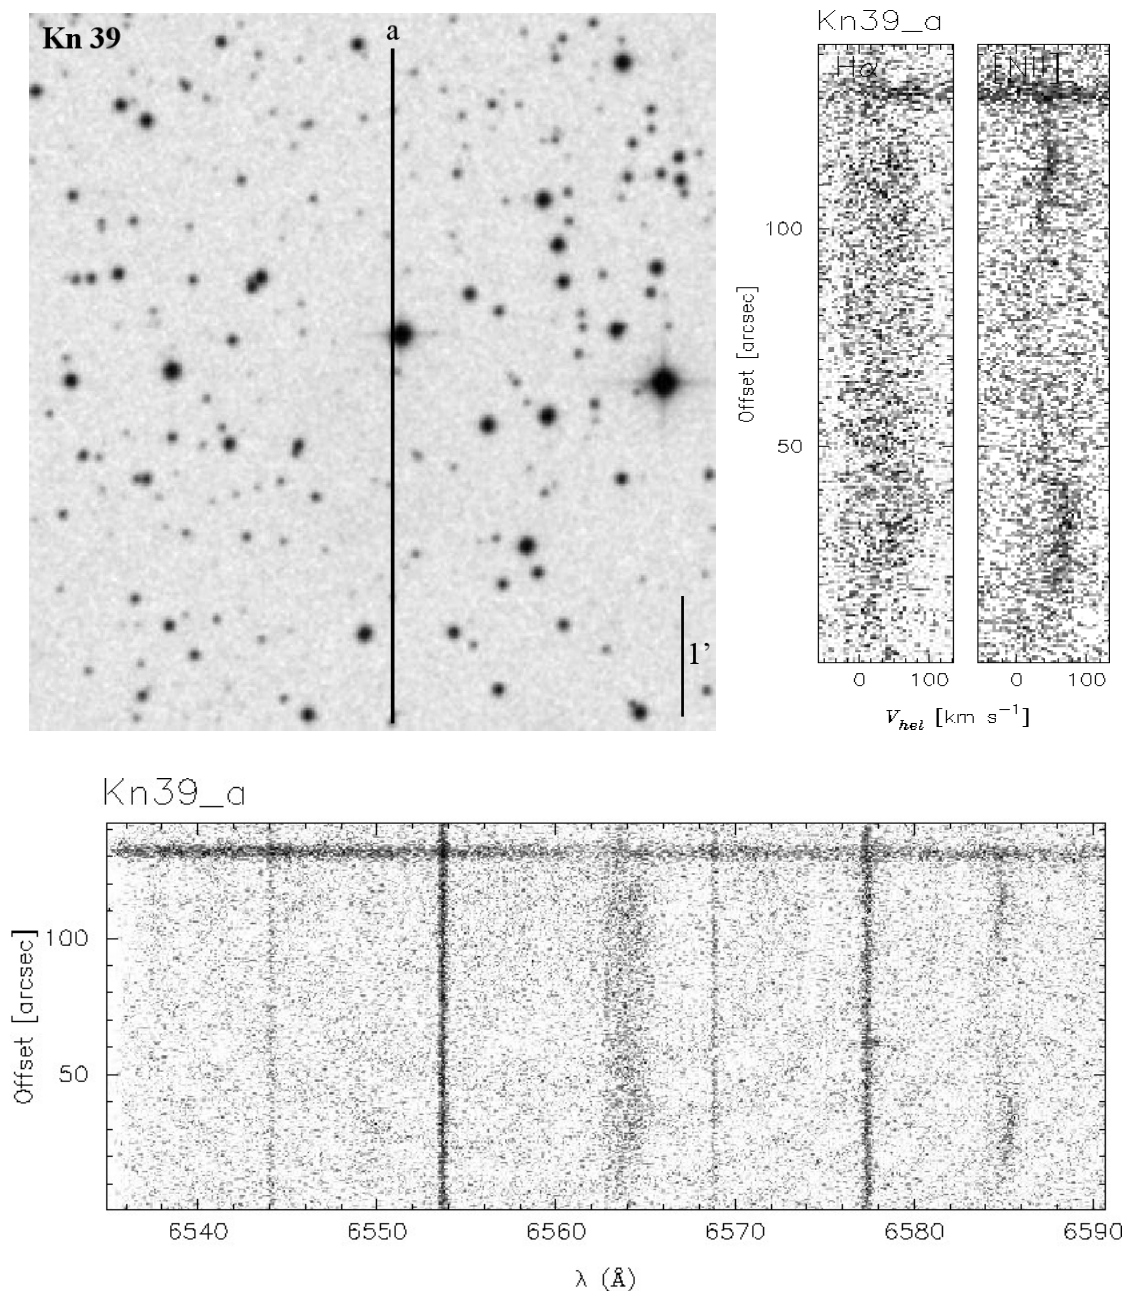 Kn 39
a
1’
Kn39_a
Hα
[NII]
100
50
Offset [arcsec]
0 100
0 100
V_hel [km s⁻¹]
Kn39_a
100
50
Offset [arcsec]
6540 6550 6560 6570 6580 6590
λ (Å)